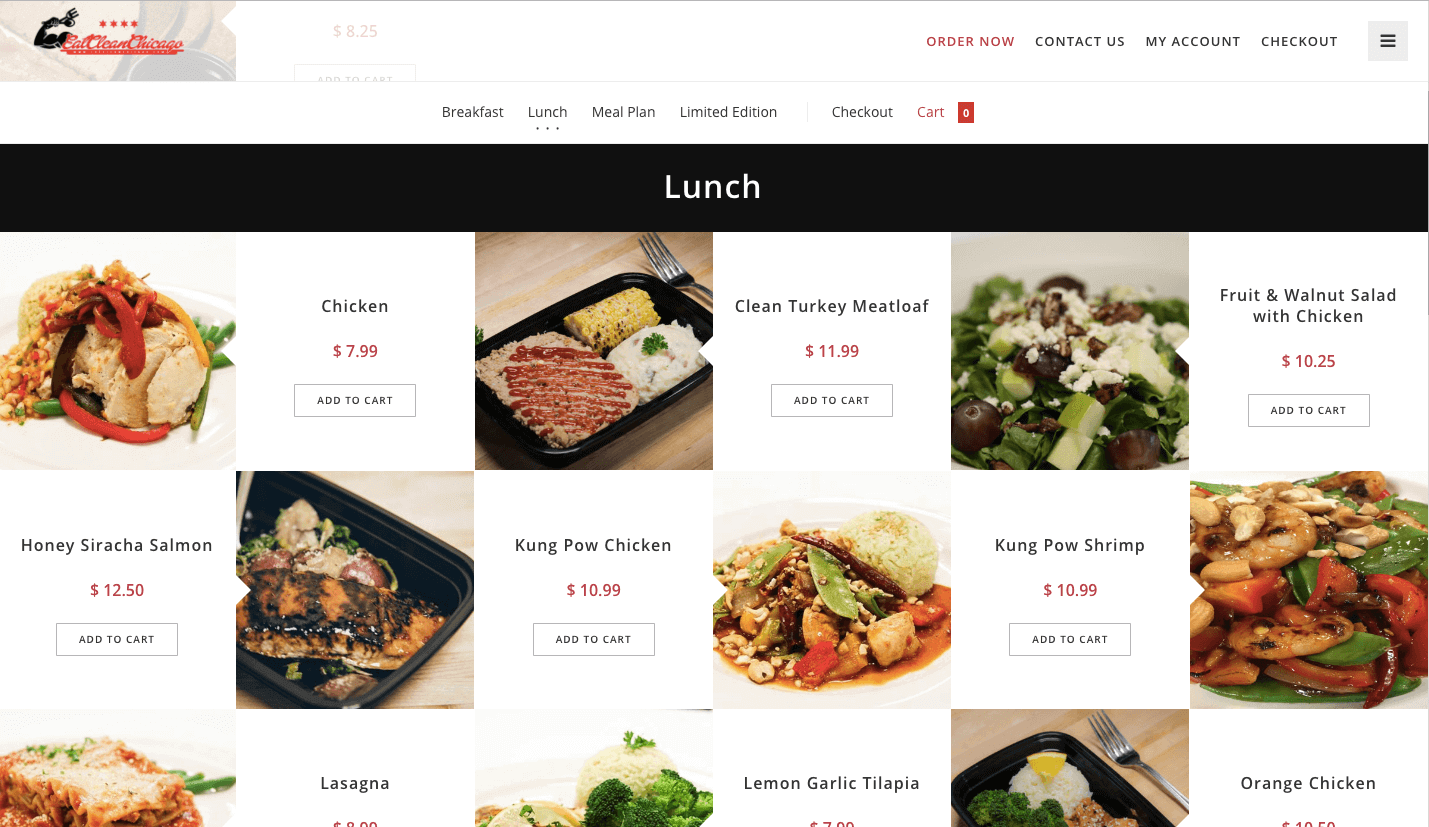 EatCleanChicago
$ 8.25
ADD TO CART
ORDER NOW
CONTACT US
MY ACCOUNT
CHECKOUT
Breakfast
Lunch
Meal Plan
Limited Edition
Checkout
Cart
0
Lunch
Chicken
$ 7.99
ADD TO CART
Clean Turkey Meatloaf
$ 11.99
ADD TO CART
Fruit & Walnut Salad
with Chicken
$ 10.25
ADD TO CART
Honey Siracha Salmon
$ 12.50
ADD TO CART
Kung Pow Chicken
$ 10.99
ADD TO CART
Kung Pow Shrimp
$ 10.99
ADD TO CART
Lasagna
Lemon Garlic Tilapia
Orange Chicken
$ 7.99